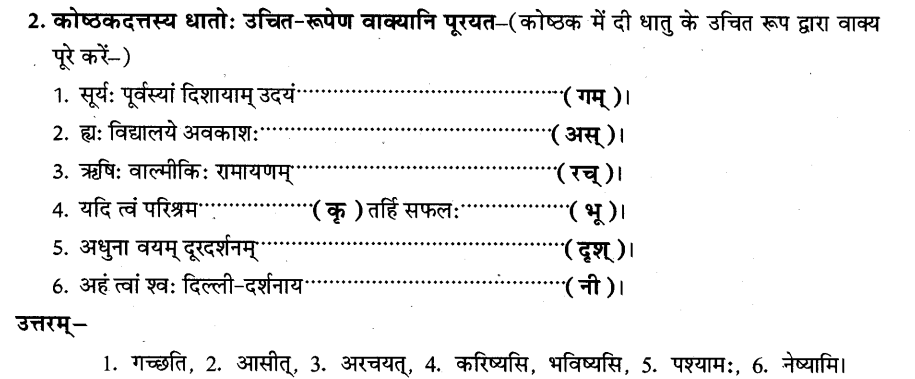 2. कोष्ठकदत्तस्य धातोः उचित-रूपेण वाक्यानि पूरयत–(कोष्ठक में दी धातु के उचित रूप द्वारा वाक्य
पूरे करें–)
1. सूर्यः पूर्वस्यां दिशायाम् उदयं........................................(गम्)।
2. ह्यः विद्यालये अवकाशः........................................(अस्)।
3. ऋषिः वाल्मीकिः रामायणम्........................................(रच्)।
4. यदि त्वं परिश्रम..................(कृ) तर्हि सफलः..................(भू)।
5. अधुना वयम् दूरदर्शनम्........................................(दृश्)।
6. अहं त्वां श्वः दिल्ली-दर्शनाय........................................(नी)।
उत्तरम्–
1. गच्छति, 2. आसीत्, 3. अरचयत्, 4. करिष्यसि, भविष्यसि, 5. पश्यामः, 6. नेष्यामि।